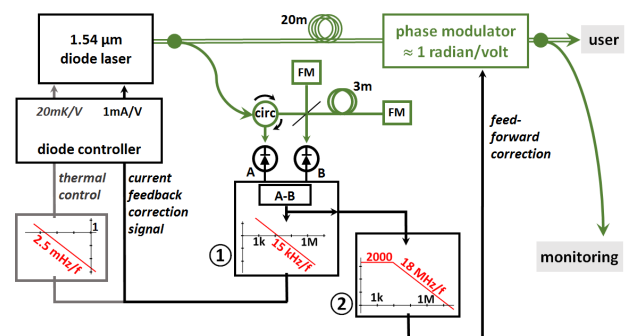 1.54 µm
diode laser
20m
phase modulator
≈ 1 radian/volt
user
FM
3m
circ
FM
20mK/V
1mA/V
diode controller
feed-
forward
correction
thermal
control
current
feedback
correction
signal
A
B
A-B
1
2.5 mHz/f
1
1k
1M
15 kHz/f
monitoring
2000
18 MHz/f
2
1k
1M